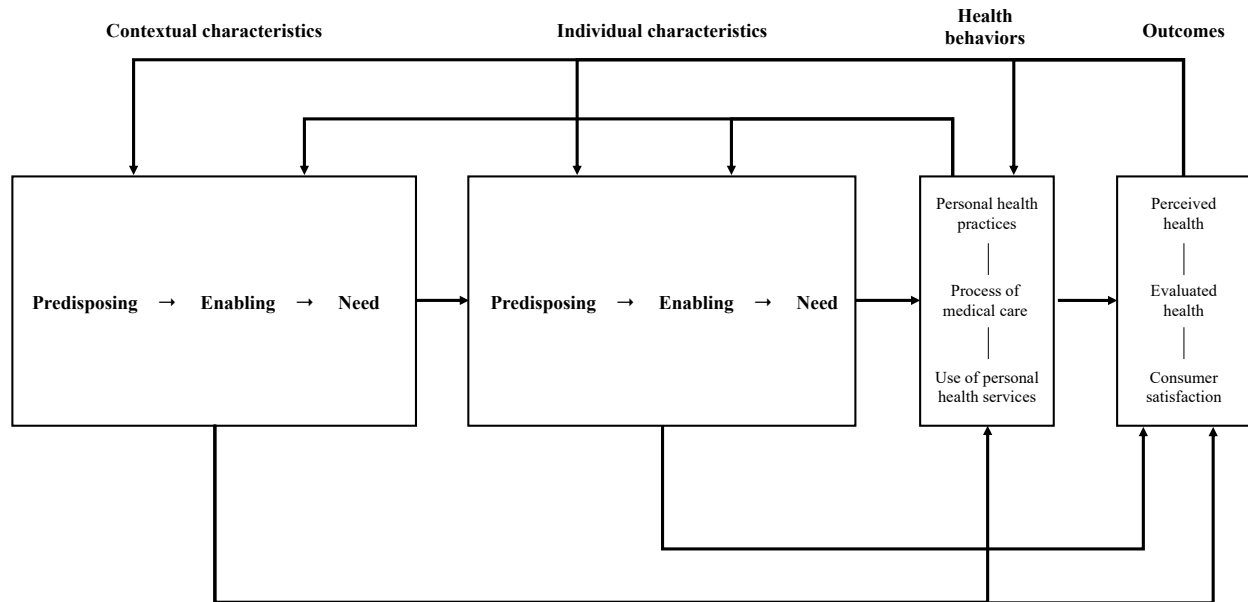 Contextual characteristics
Individual characteristics
Health
behaviors
Outcomes
Predisposing → Enabling → Need
Predisposing → Enabling → Need
Personal health
practices
Process of
medical care
Use of personal
health services
Perceived
health
Evaluated
health
Consumer
satisfaction